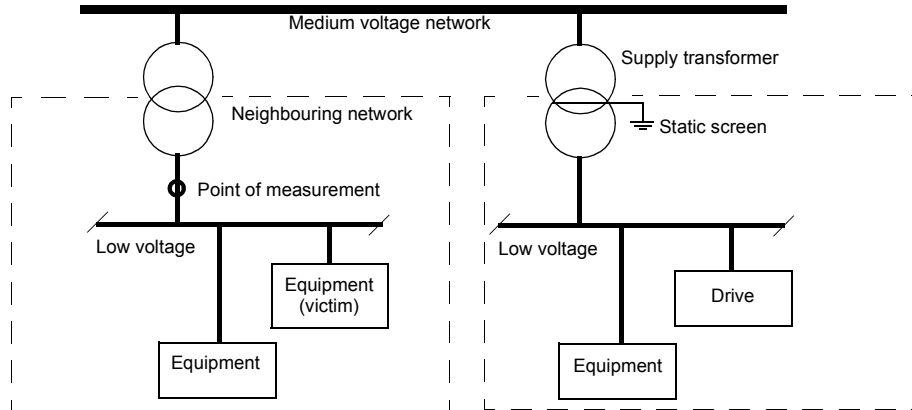 Medium voltage network
Supply transformer
Neighbouring network
Static screen
Point of measurement
Low voltage
Low voltage
Equipment
(victim)
Drive
Equipment
Equipment